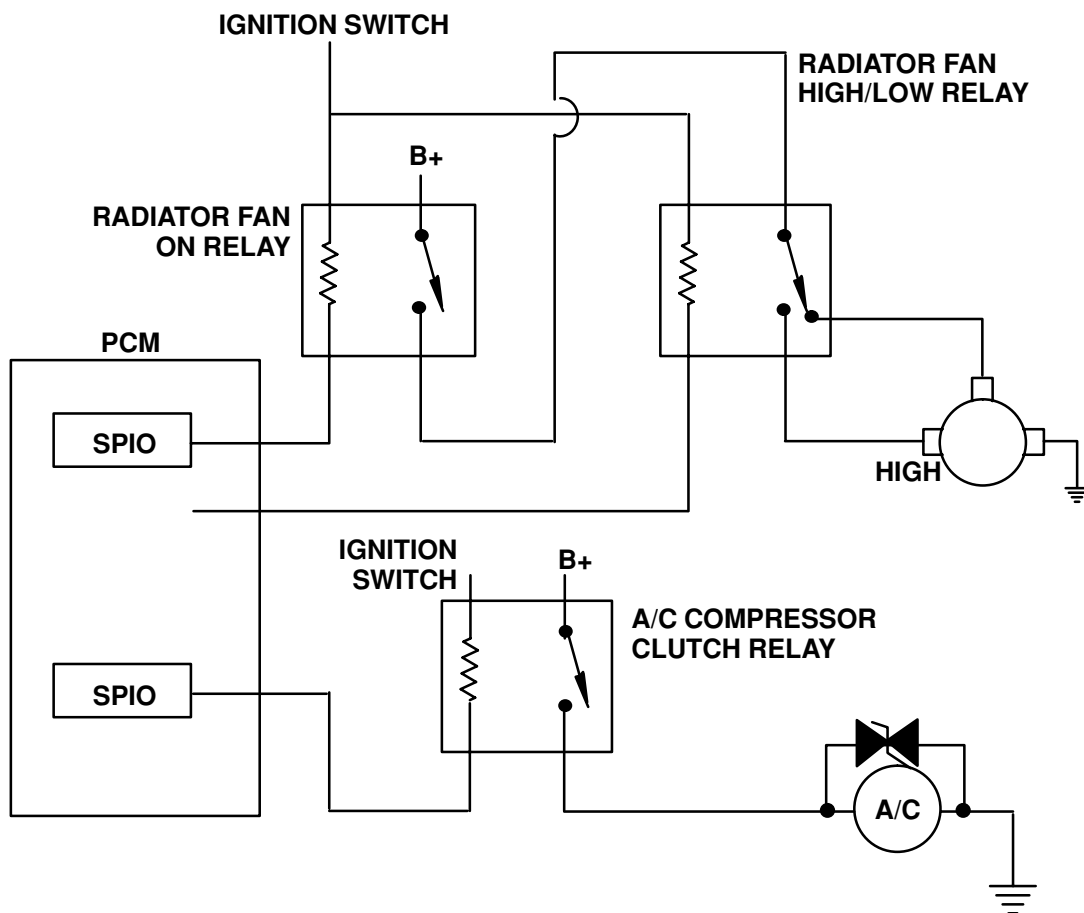 IGNITION SWITCH
RADIATOR FAN
HIGH/LOW RELAY
B+
RADIATOR FAN
ON RELAY
PCM
SPIO
HIGH
IGNITION
SWITCH
B+
A/C COMPRESSOR
CLUTCH RELAY
SPIO
A/C